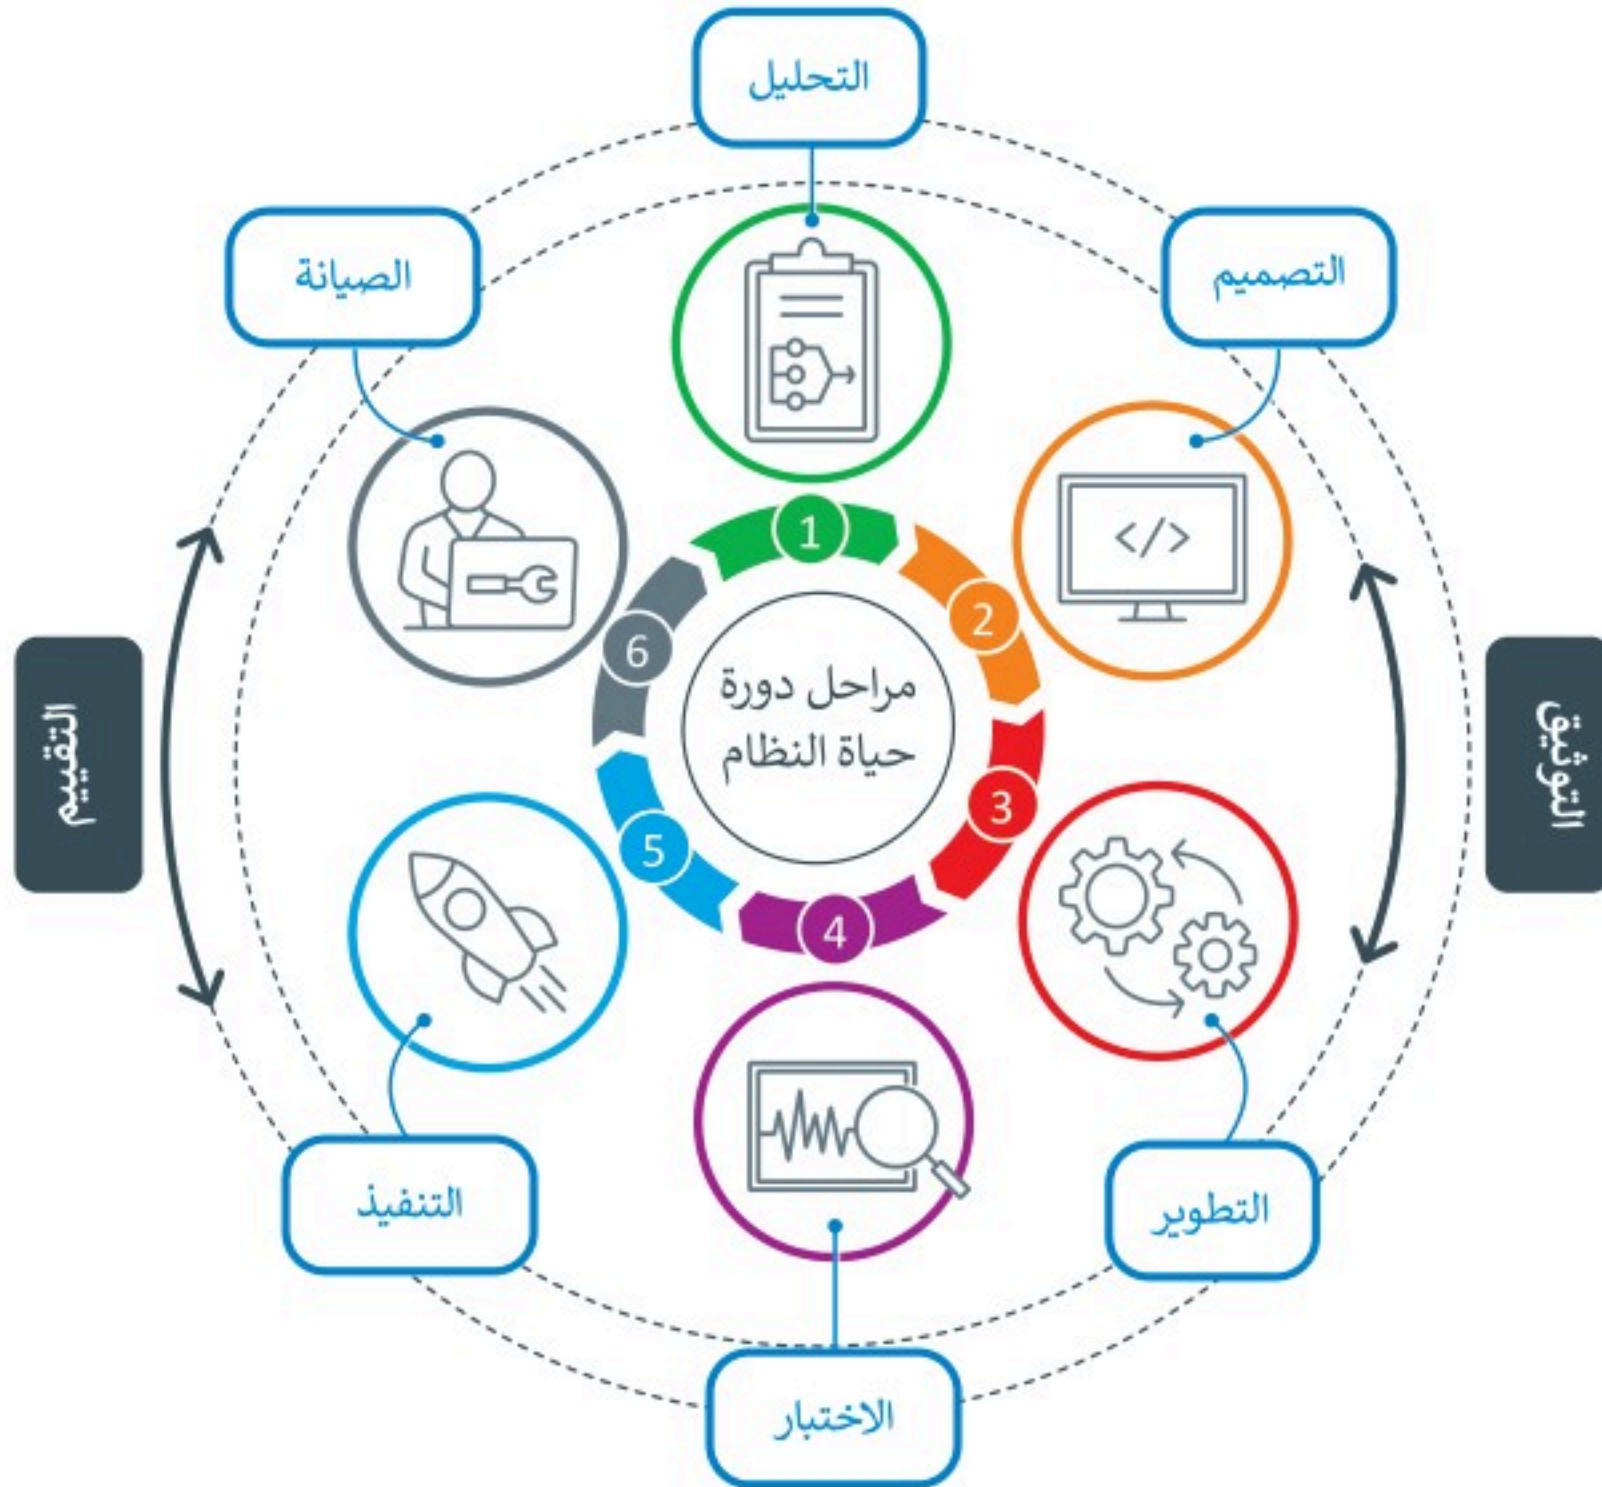 التحليل
الصيانة
التصميم
1
2
6
مراحل دورة
حياة النظام
التقييم
التوثيق
3
5
4
</>
التنفيذ
التطوير
الاختبار